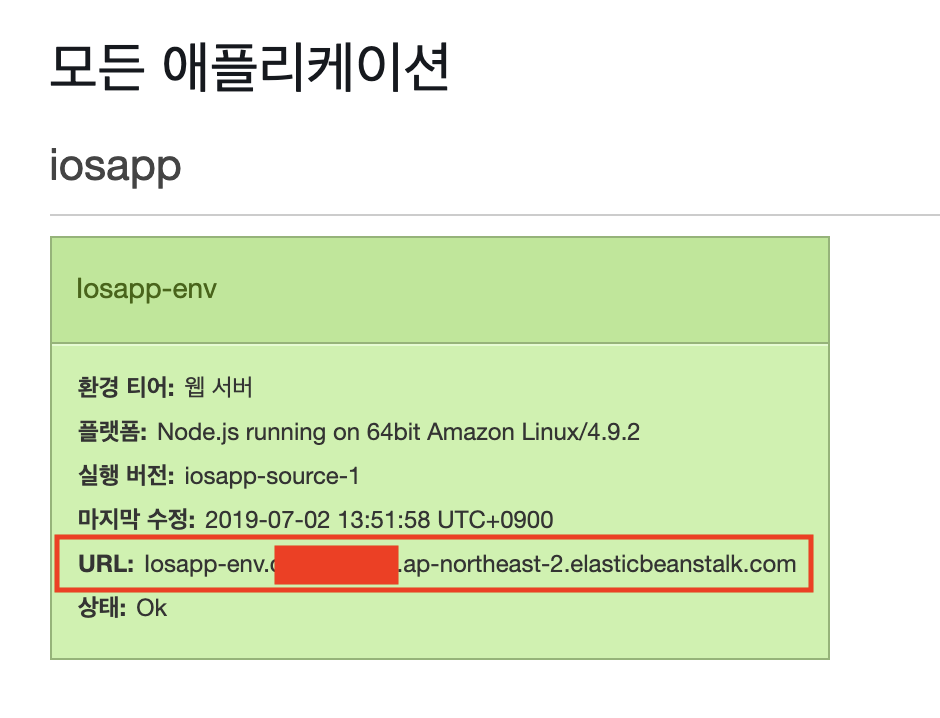 모든 애플리케이션
iosapp
Iosapp-env
환경 티어: 웹 서버
플랫폼: Node.js running on 64bit Amazon Linux/4.9.2
실행 버전: iosapp-source-1
마지막 수정: 2019-07-02 13:51:58 UTC+0900
URL: Iosapp-env. .ap-northeast-2.elasticbeanstalk.com
상태: Ok